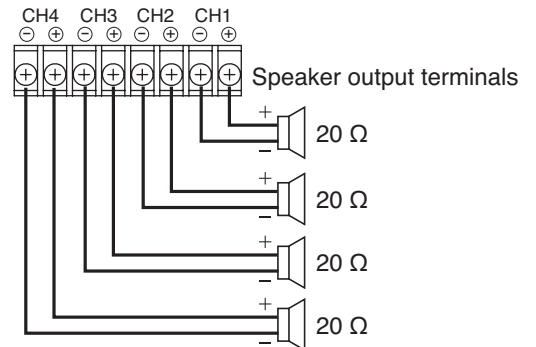 CH4 CH3 CH2 CH1
⊖ ⊕ ⊖ ⊕ ⊖ ⊕ ⊖ ⊕
Speaker output terminals
+
20 Ω
−
+
20 Ω
−
+
20 Ω
−
+
20 Ω
−